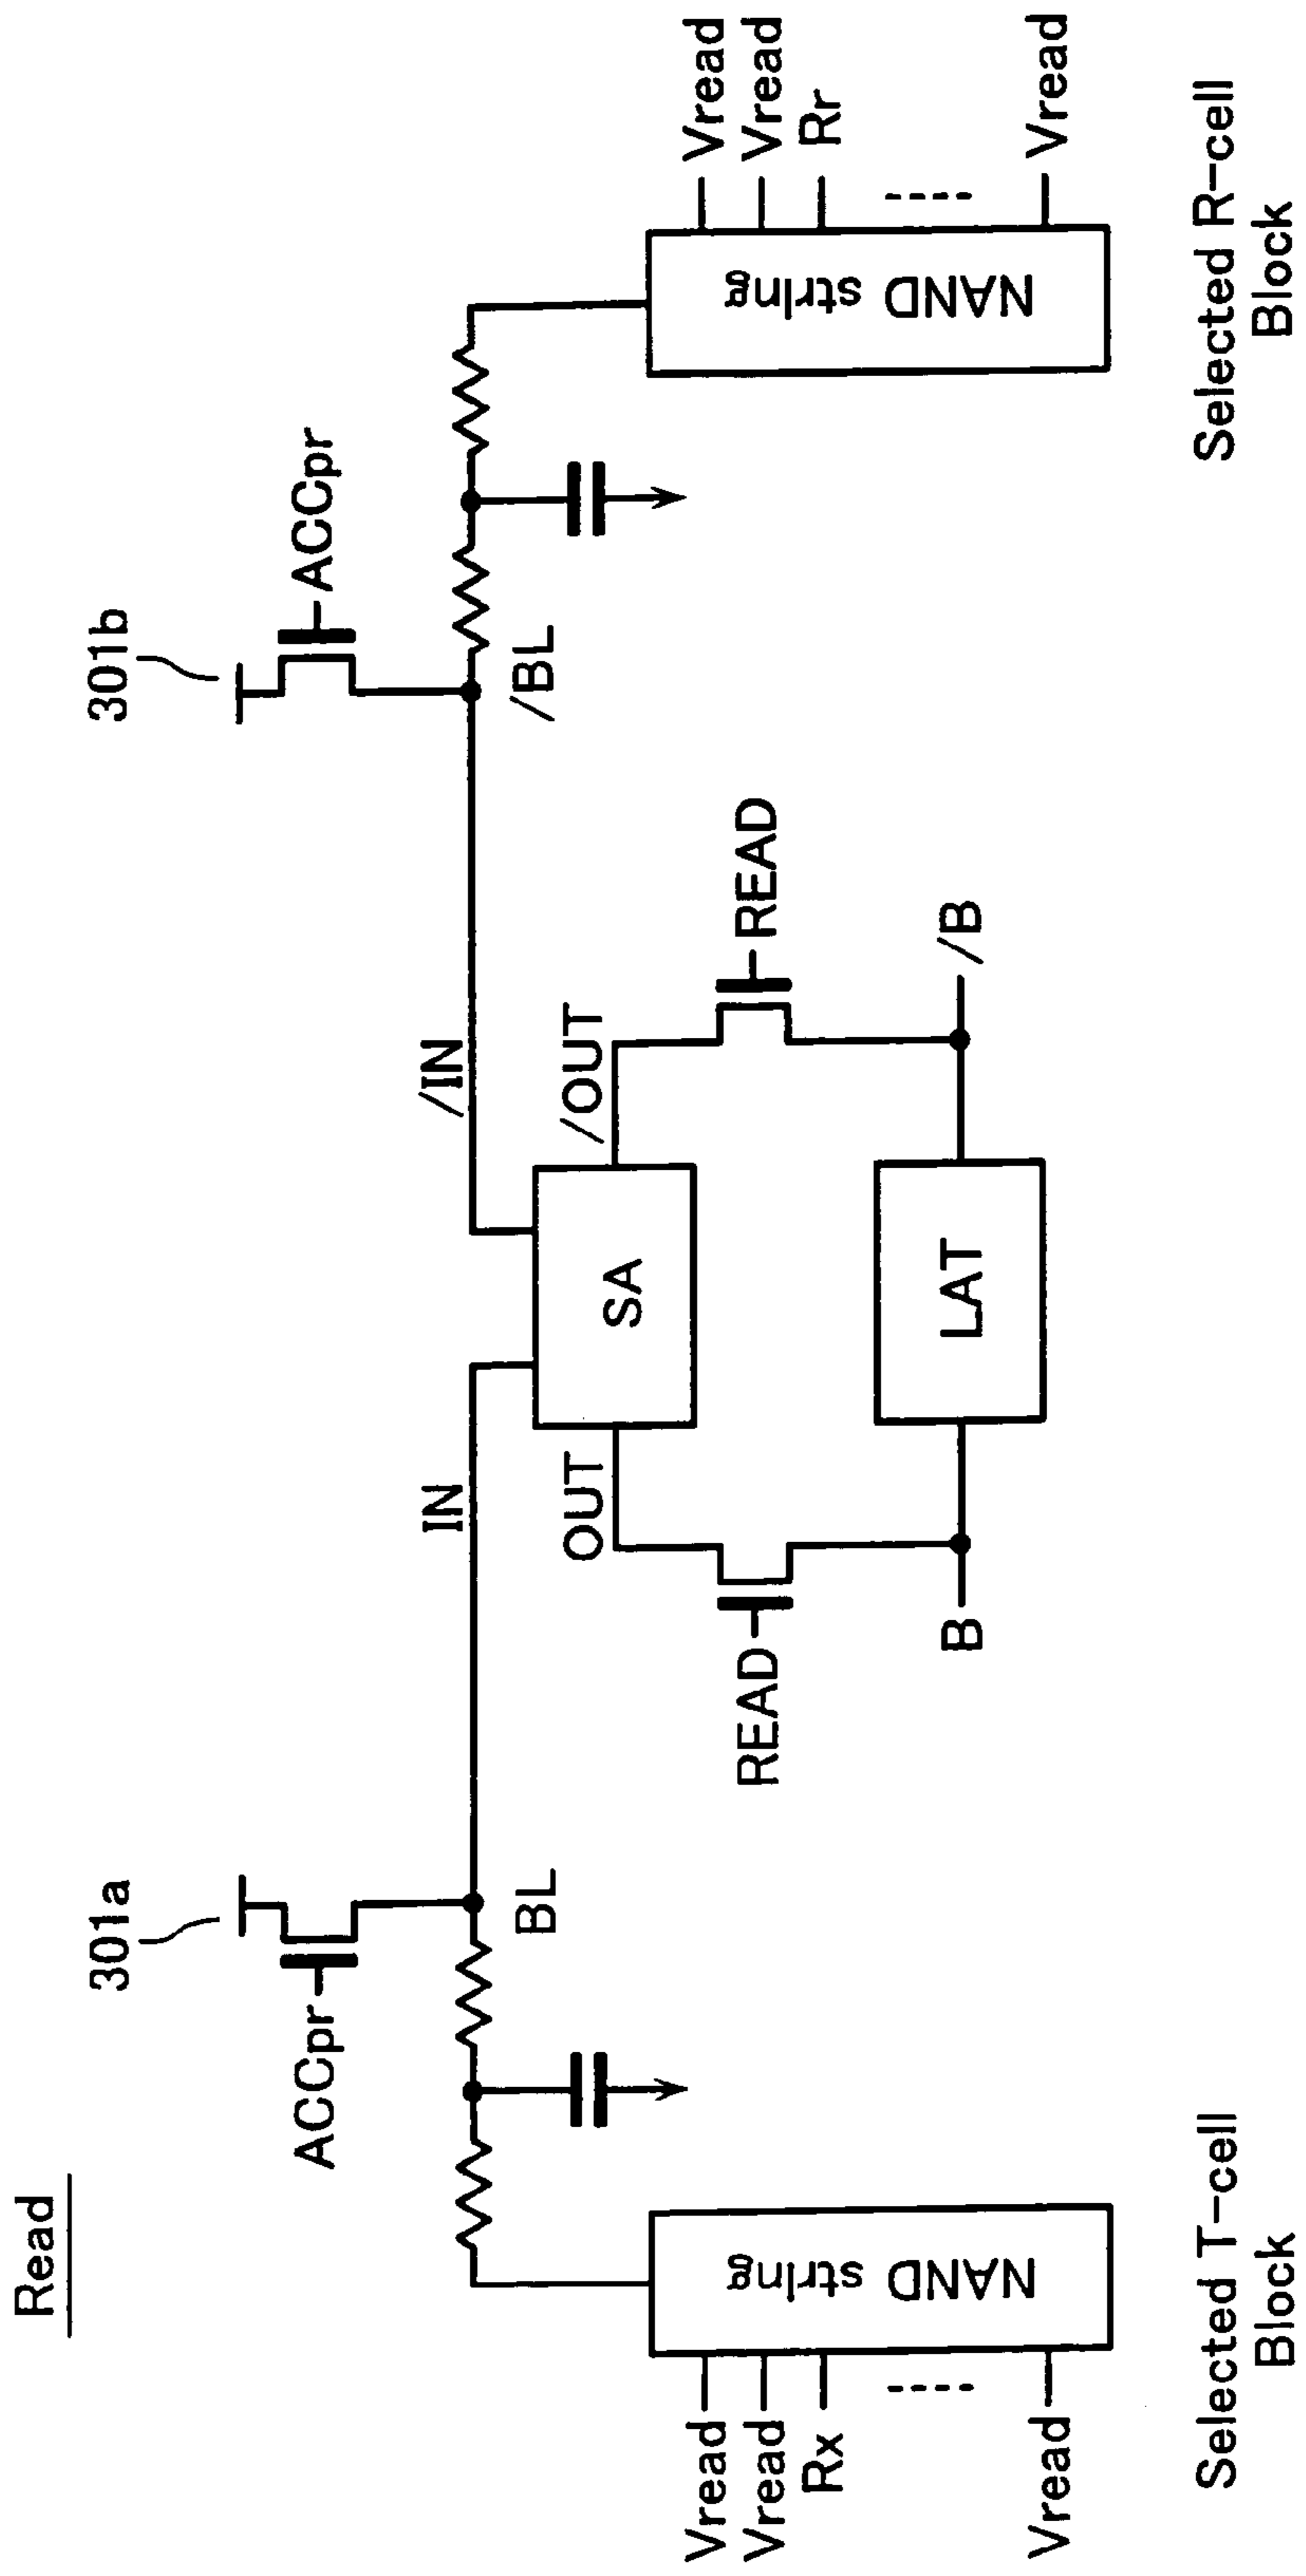 Read
301a
301b
ACCpr
ACCpr
BL
IN
/IN
/BL
OUT
SA
/OUT
READ
READ
B
LAT
/B
NAND string
NAND string
Vread
Vread
Rx
Vread
Vread
Vread
Rr
Vread
Selected T-cell
Block
Selected R-cell
Block